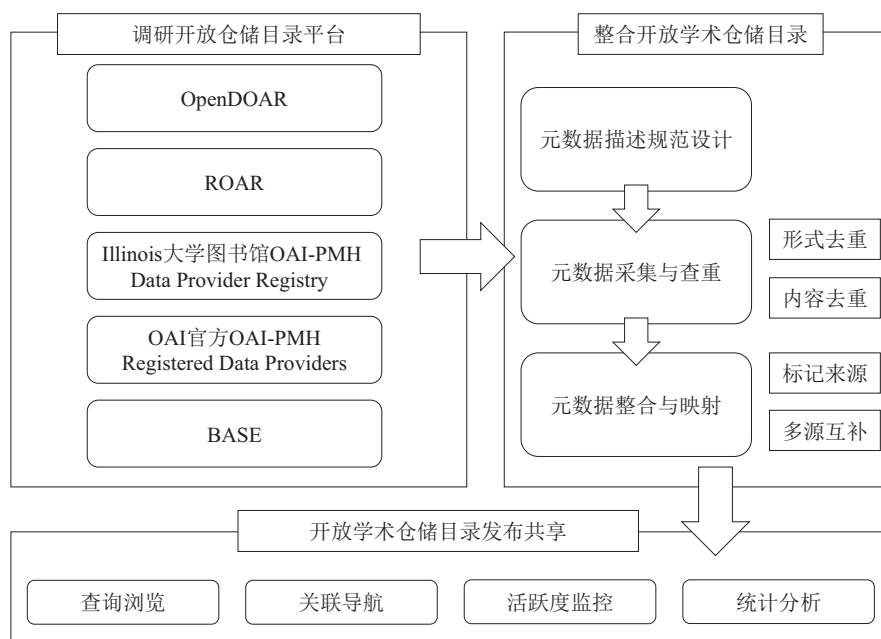 调研开放仓储目录平台
OpenDOAR
ROAR
Illinois大学图书馆OAI-PMH
Data Provider Registry
OAI官方OAI-PMH
Registered Data Providers
BASE
整合开放学术仓储目录
元数据描述规范设计
元数据采集与查重
形式去重
内容去重
元数据整合与映射
标记来源
多源互补
开放学术仓储目录发布共享
查询浏览
关联导航
活跃度监控
统计分析